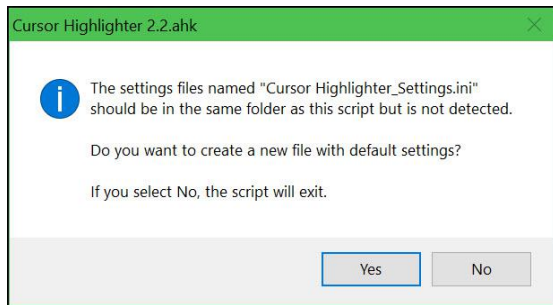 Cursor Highlighter 2.2.ahk
The settings files named "Cursor Highlighter_Settings.ini"
should be in the same folder as this script but is not detected.
Do you want to create a new file with default settings?
If you select No, the script will exit.
Yes
No